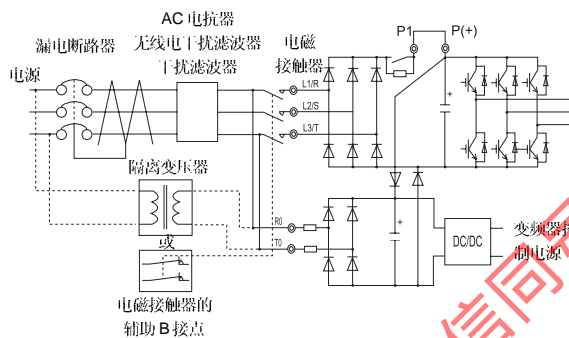 AC 电抗器
无线电干扰滤波器
干扰滤波器
漏电断路器
电源
电磁
接触器
P1
P(+)
L1/R
L2/S
L3/T
+
隔离变压器
R0
T0
+
或
DC/DC
变频器控
制电源
电磁接触器的
辅助 B 接点
信同